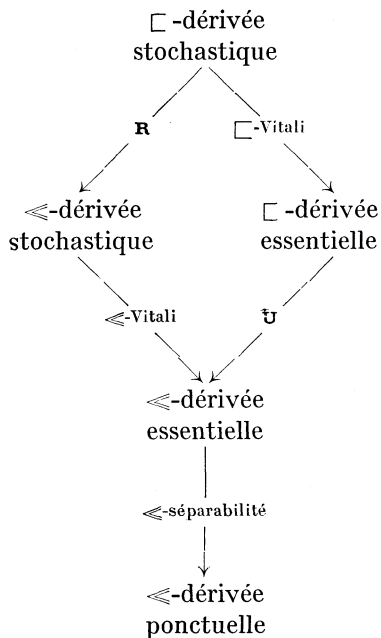 ⊏-dérivée
stochastique
R
⊏-Vitali
≪-dérivée
stochastique
⊏-dérivée
essentielle
≪-Vitali
≪-dérivée
essentielle
≪-séparabilité
≪-dérivée
ponctuelle